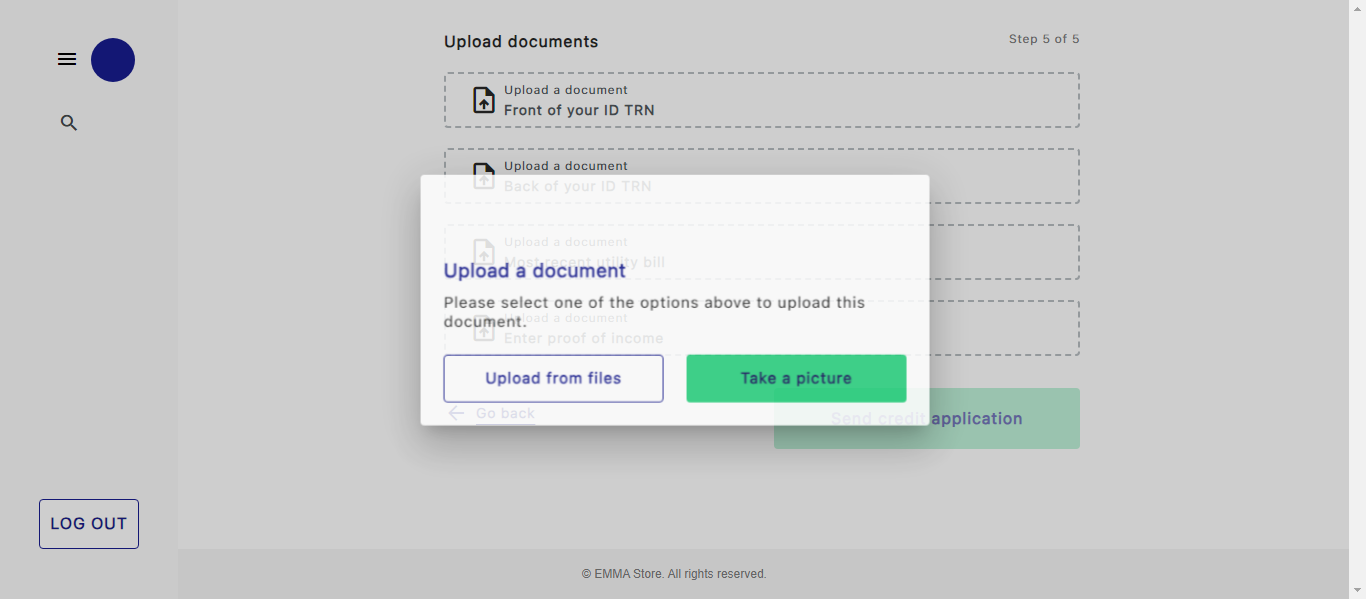 Upload documents
Step 5 of 5
Upload a document
Front of your ID TRN
Upload a document
Back of your ID TRN
Upload a document
Most recent utility bill
Upload a document
Please select one of the options above to upload this
document.
Upload a document
Enter proof of income
Upload from files
Take a picture
Go back
Send credit application
LOG OUT
© EMMA Store. All rights reserved.